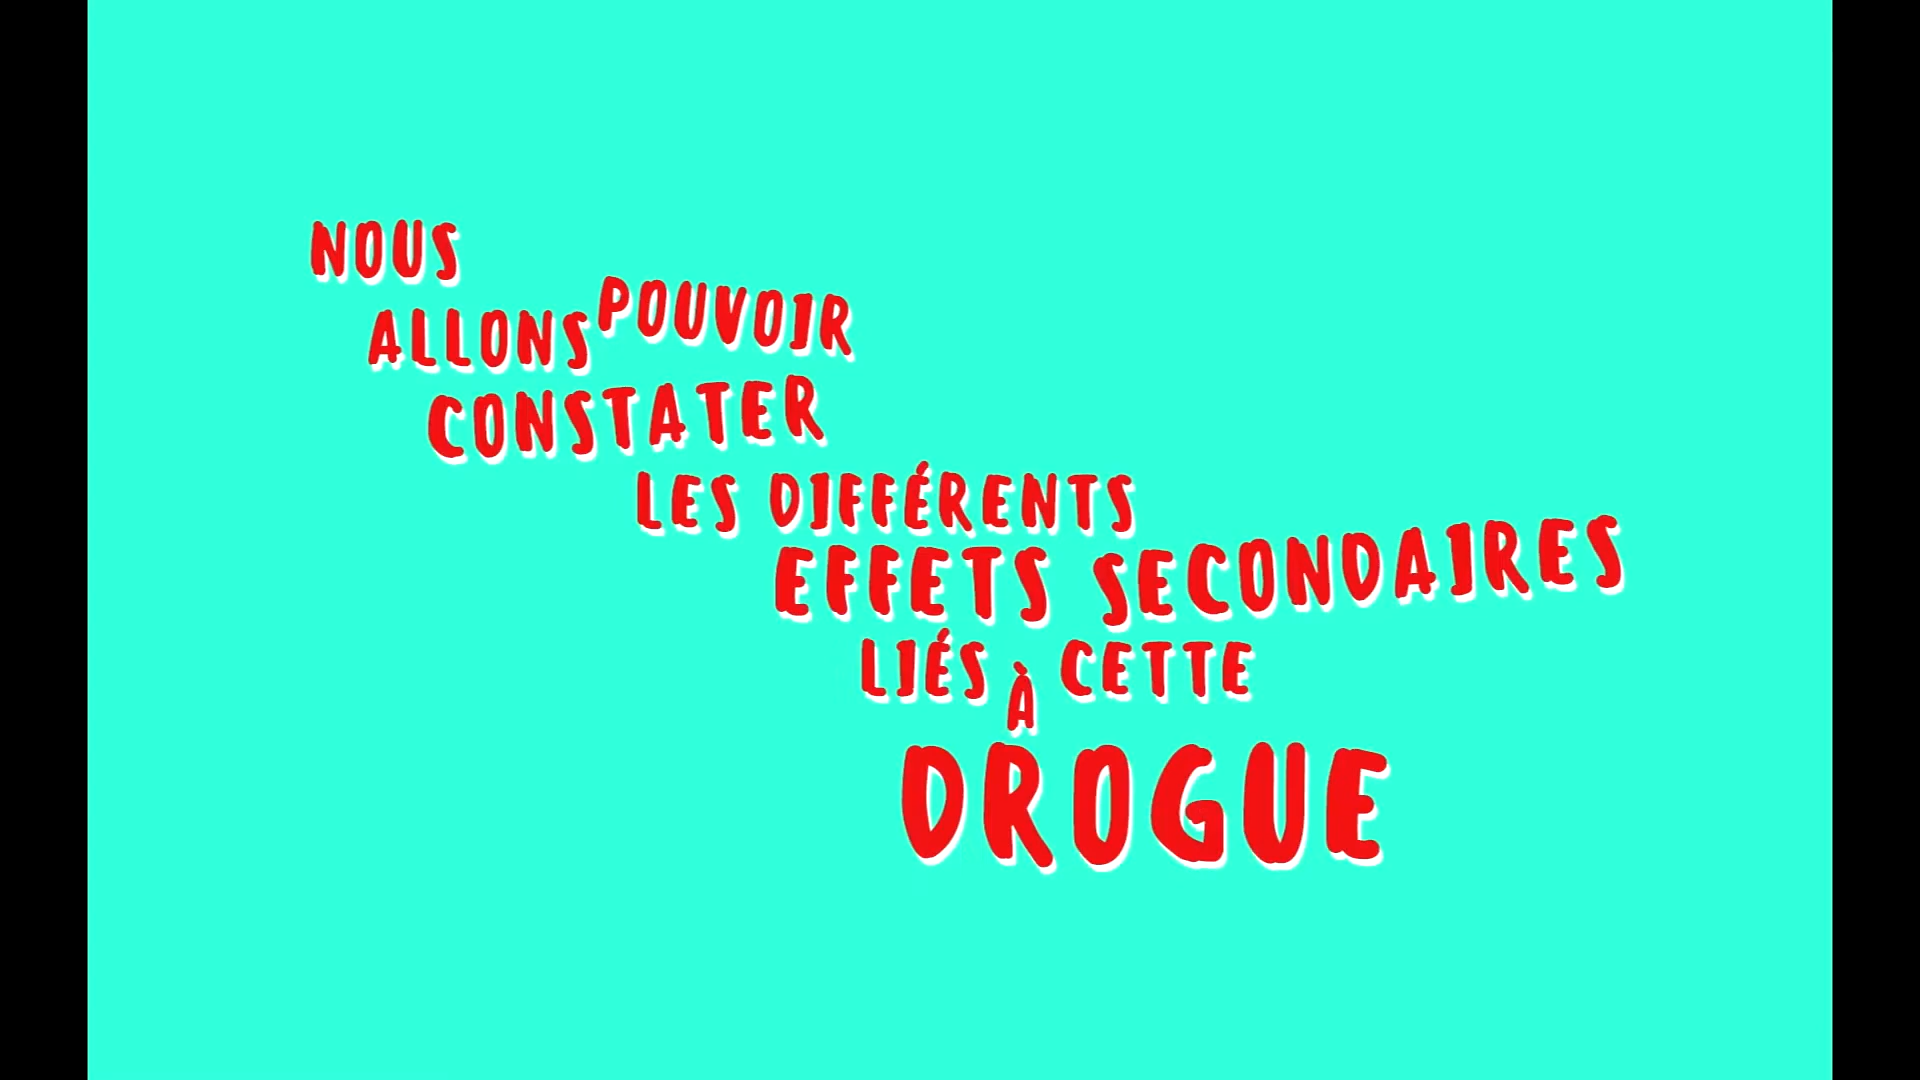 NOUS
ALLONS POUVOIR
CONSTATER
LES DIFFÉRENTS
EFFETS SECONDAIRES
LIÉS À CETTE
DROGUE